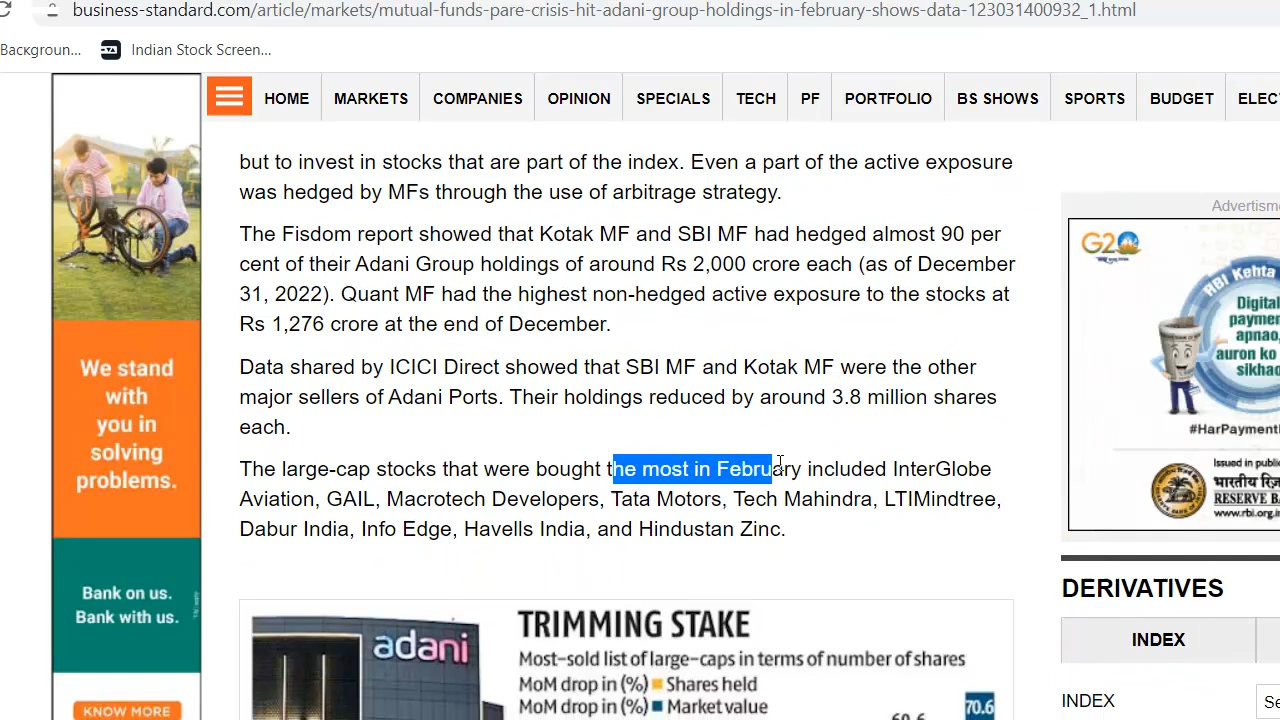 business-standard.com/article/markets/mutual-funds-pare-crisis-hit-adani-group-holdings-in-february-shows-data-123031400932_1.html
Backgroun... Indian Stock Screen...
HOME MARKETS COMPANIES OPINION SPECIALS TECH PF PORTFOLIO BS SHOWS SPORTS BUDGET ELEC
but to invest in stocks that are part of the index. Even a part of the active exposure
was hedged by MFs through the use of arbitrage strategy.
The Fisdom report showed that Kotak MF and SBI MF had hedged almost 90 per
cent of their Adani Group holdings of around Rs 2,000 crore each (as of December
31, 2022). Quant MF had the highest non-hedged active exposure to the stocks at
Rs 1,276 crore at the end of December.
Data shared by ICICI Direct showed that SBI MF and Kotak MF were the other
major sellers of Adani Ports. Their holdings reduced by around 3.8 million shares
each.
The large-cap stocks that were bought the most in February included InterGlobe
Aviation, GAIL, Macrotech Developers, Tata Motors, Tech Mahindra, LTIMindtree,
Dabur India, Info Edge, Havells India, and Hindustan Zinc.
adani
TRIMMING STAKE
Most-sold list of large-caps in terms of number of shares
MoM drop in (%) Shares held
MoM drop in (%) Market value
70.6
We stand
with
you in
solving
problems.
Bank on us.
Bank with us.
KNOW MORE
Advertisme
G20
RBI Kehta
Digital
paymen
apnao,
auron ko
sikhao
#HarPayment
Issued in public
भारतीय रिज़
RESERVE BAN
www.rbi.org.in
DERIVATIVES
INDEX
INDEX
Se